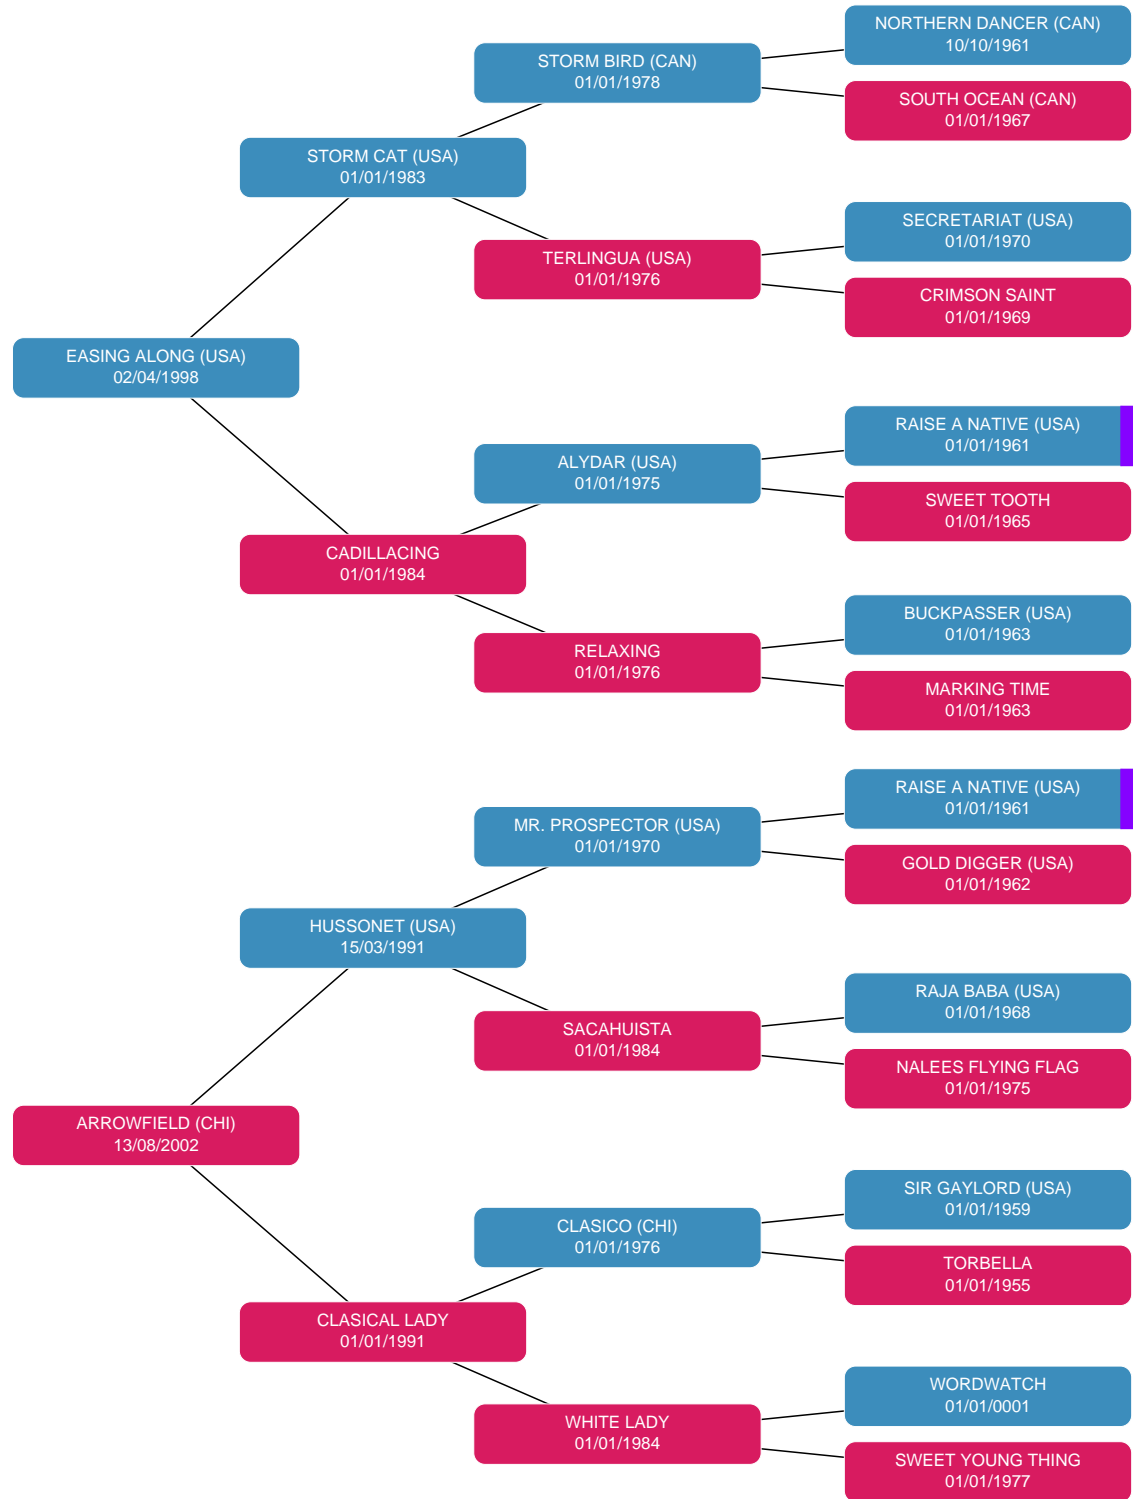 NORTHERN DANCER (CAN)
10/10/1961
STORM BIRD (CAN)
01/01/1978
SOUTH OCEAN (CAN)
01/01/1967
STORM CAT (USA)
01/01/1983
SECRETARIAT (USA)
01/01/1970
TERLINGUA (USA)
01/01/1976
CRIMSON SAINT
01/01/1969
EASING ALONG (USA)
02/04/1998
RAISE A NATIVE (USA)
01/01/1961
ALYDAR (USA)
01/01/1975
SWEET TOOTH
01/01/1965
CADILLACING
01/01/1984
BUCKPASSER (USA)
01/01/1963
RELAXING
01/01/1976
MARKING TIME
01/01/1963
RAISE A NATIVE (USA)
01/01/1961
MR. PROSPECTOR (USA)
01/01/1970
GOLD DIGGER (USA)
01/01/1962
HUSSONET (USA)
15/03/1991
RAJA BABA (USA)
01/01/1968
SACAHUISTA
01/01/1984
NALEES FLYING FLAG
01/01/1975
ARROWFIELD (CHI)
13/08/2002
SIR GAYLORD (USA)
01/01/1959
CLASICO (CHI)
01/01/1976
TORBELLA
01/01/1955
CLASICAL LADY
01/01/1991
WORDWATCH
01/01/0001
WHITE LADY
01/01/1984
SWEET YOUNG THING
01/01/1977